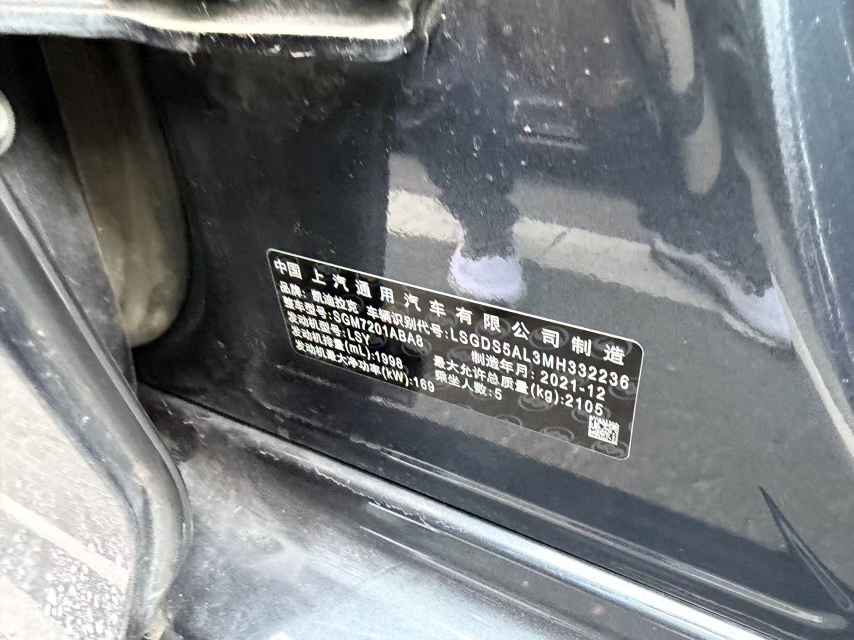 中国 上汽通用汽车有限公司制造
品牌: 凯迪拉克 车辆识别代号:LSGDS5AL3MH332236
整车型号:SGM7201ABA8 制造年月: 2021-12
发动机型号:LSY 最大允许总质量(kg):2105
发动机排量(mL):1998 乘坐人数:5
发动机最大净功率(kW):169